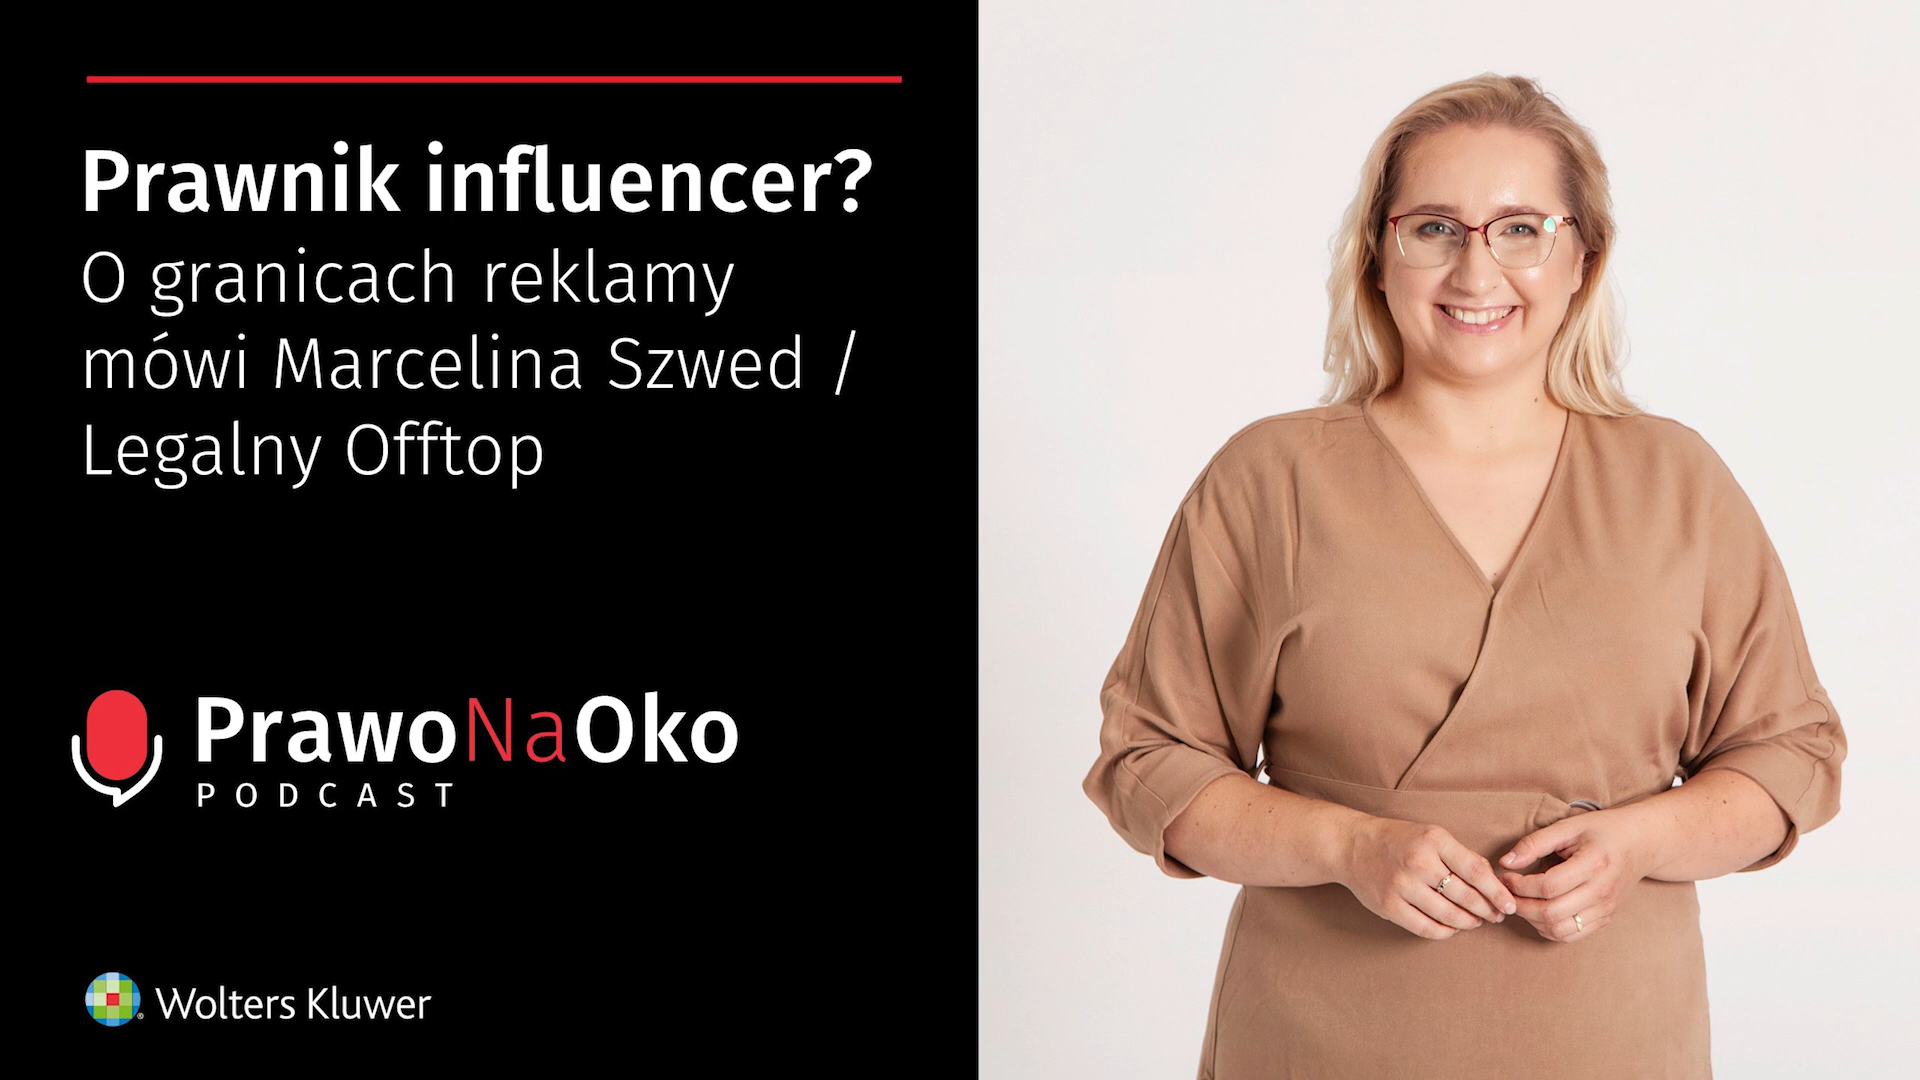 Prawnik influencer?
O granicach reklamy
mówi Marcelina Szwed /
Legalny Offtop
PrawoNaOko
PODCAST
Wolters Kluwer